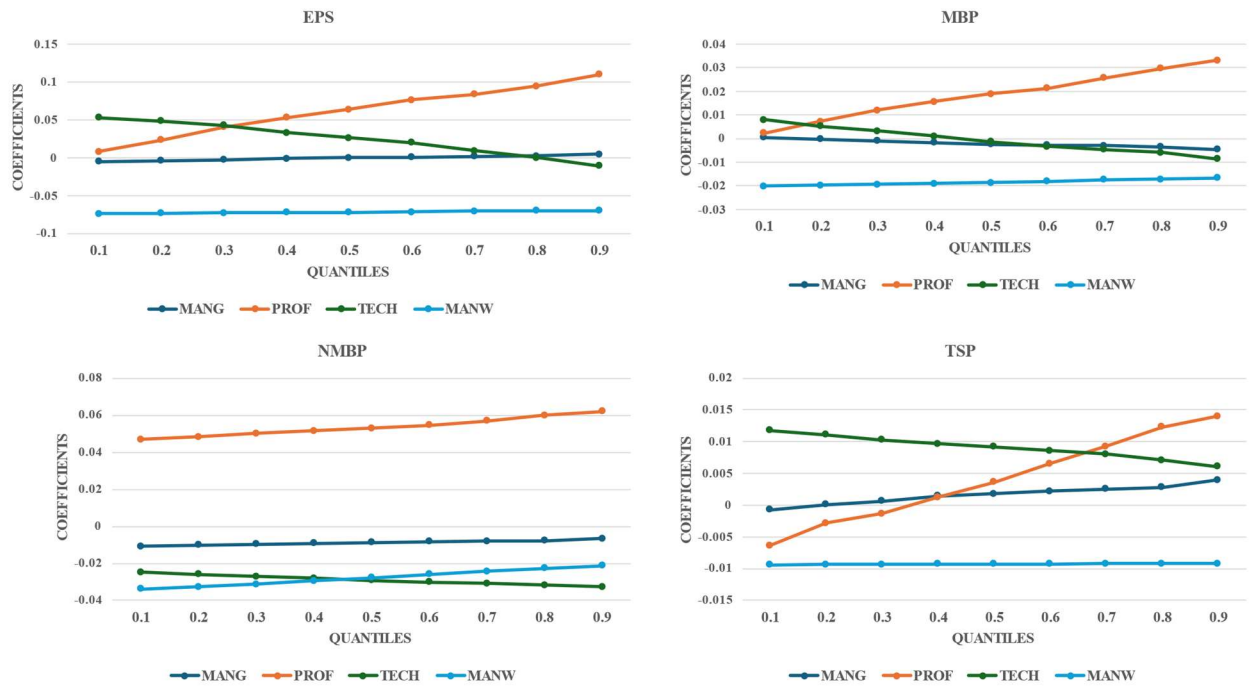 EPS
0.15
0.1
0.05
0
-0.05
-0.1
COEFFICIENTS
0.1 0.2 0.3 0.4 0.5 0.6 0.7 0.8 0.9
QUANTILES
MANG PROF TECH MANW
MBP
0.04
0.03
0.02
0.01
0
-0.01
-0.02
-0.03
COEFFICIENTS
0.1 0.2 0.3 0.4 0.5 0.6 0.7 0.8 0.9
QUANTILES
MANG PROF TECH MANW
NMBP
0.08
0.06
0.04
0.02
0
-0.02
-0.04
COEFFICIENTS
0.1 0.2 0.3 0.4 0.5 0.6 0.7 0.8 0.9
QUANTILES
MANG PROF TECH MANW
TSP
0.02
0.015
0.01
0.005
0
-0.005
-0.01
-0.015
COEFFICIENTS
0.1 0.2 0.3 0.4 0.5 0.6 0.7 0.8 0.9
QUANTILES
MANG PROF TECH MANW